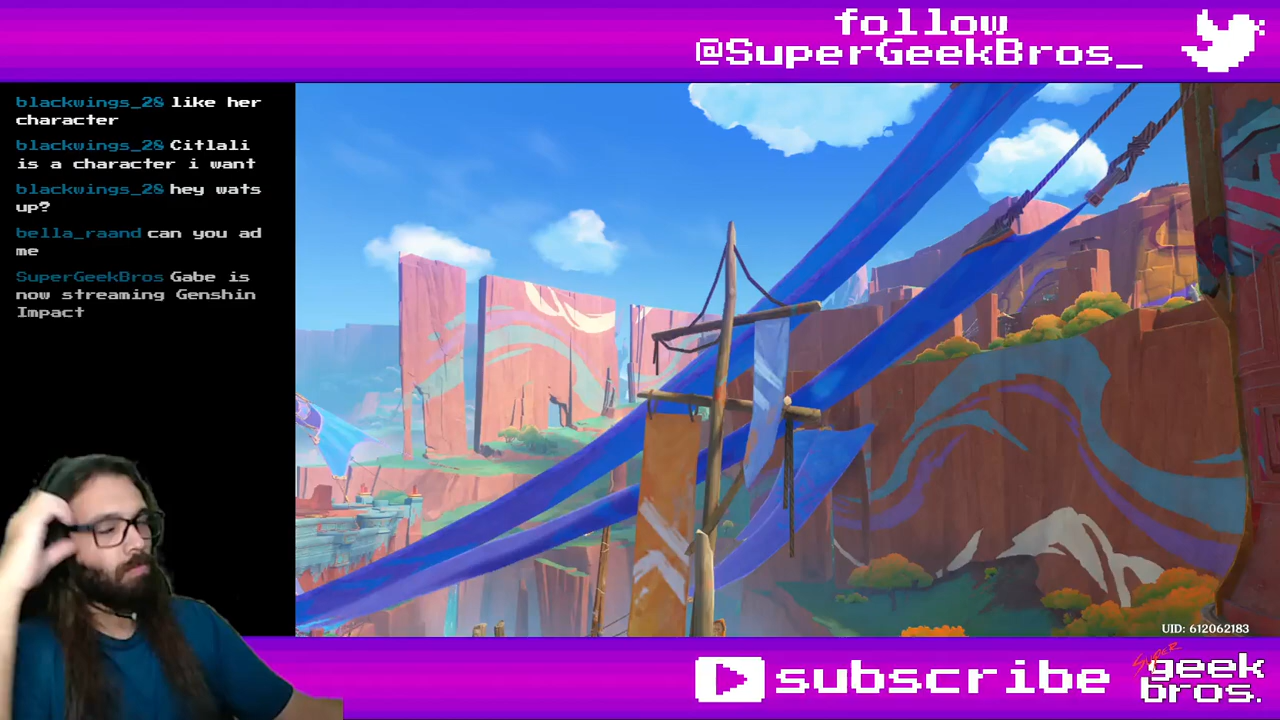 follow
@SuperGeekBros_
blackwings_28 like her
character
blackwings_28 Citlali
is a character i want
blackwings_28 hey wats
up?
bella_raand can you ad
me
SuperGeekBros Gabe is
now streaming Genshin
Impact
UID: 612062183
subscribe
SUPER
geek
bros.